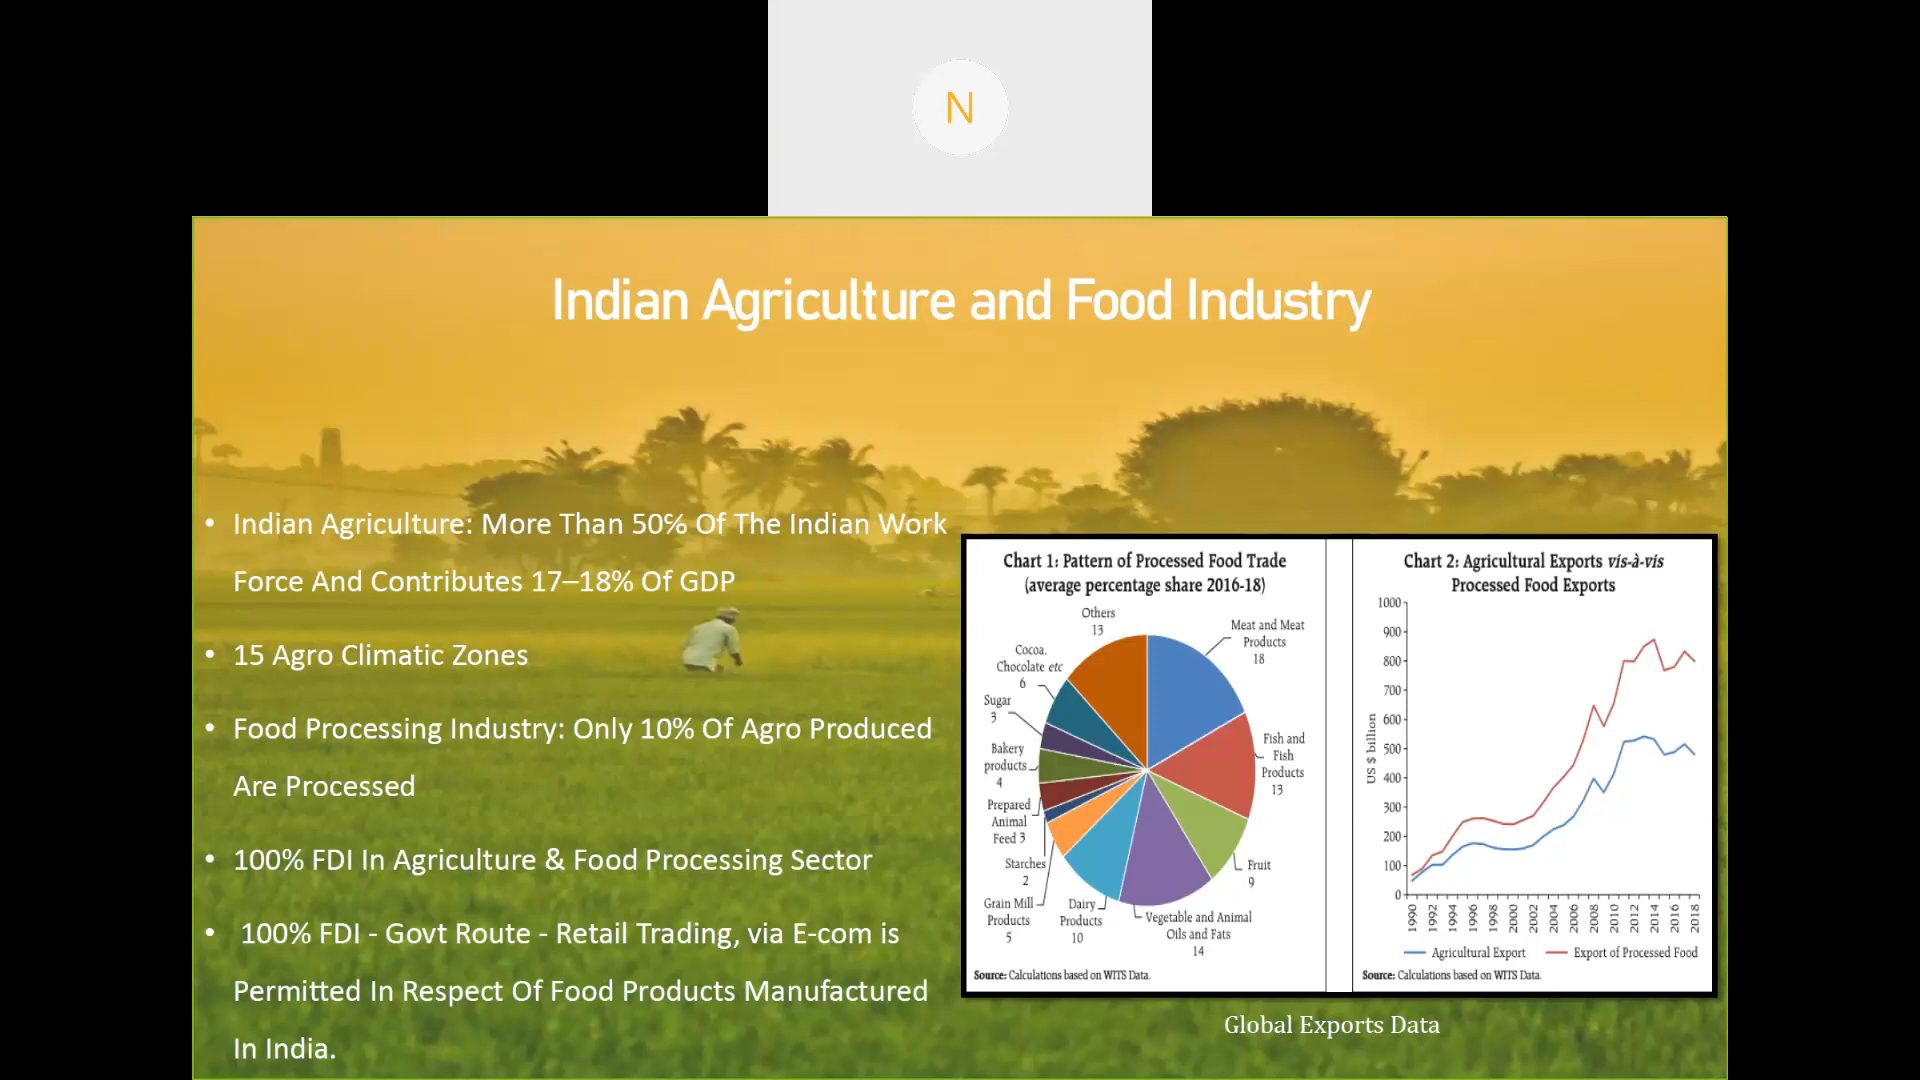 N
Indian Agriculture and Food Industry
• Indian Agriculture: More Than 50% Of The Indian Work
Force And Contributes 17–18% Of GDP
• 15 Agro Climatic Zones
• Food Processing Industry: Only 10% Of Agro Produced
Are Processed
• 100% FDI In Agriculture & Food Processing Sector
• 100% FDI - Govt Route - Retail Trading, via E-com is
Permitted In Respect Of Food Products Manufactured
In India.
Chart 1: Pattern of Processed Food Trade
(average percentage share 2016-18)
Others
13
Meat and Meat
Products
18
Cocoa.
Chocolate etc
6
Sugar
3
Fish and
Fish
Products
13
Bakery
products
4
Prepared
Animal
Feed 3
Fruit
9
Starches
2
Grain Mill
Products
5
Dairy
Products
10
Vegetable and Animal
Oils and Fats
14
Source: Calculations based on WITS Data.
Chart 2: Agricultural Exports vis-à-vis
Processed Food Exports
US $ billion
1000
900
800
700
600
500
400
300
200
100
0
1990
1992
1994
1996
1998
2000
2002
2004
2006
2008
2010
2012
2014
2016
2018
Agricultural Export
Export of Processed Food
Source: Calculations based on WITS Data.
Global Exports Data